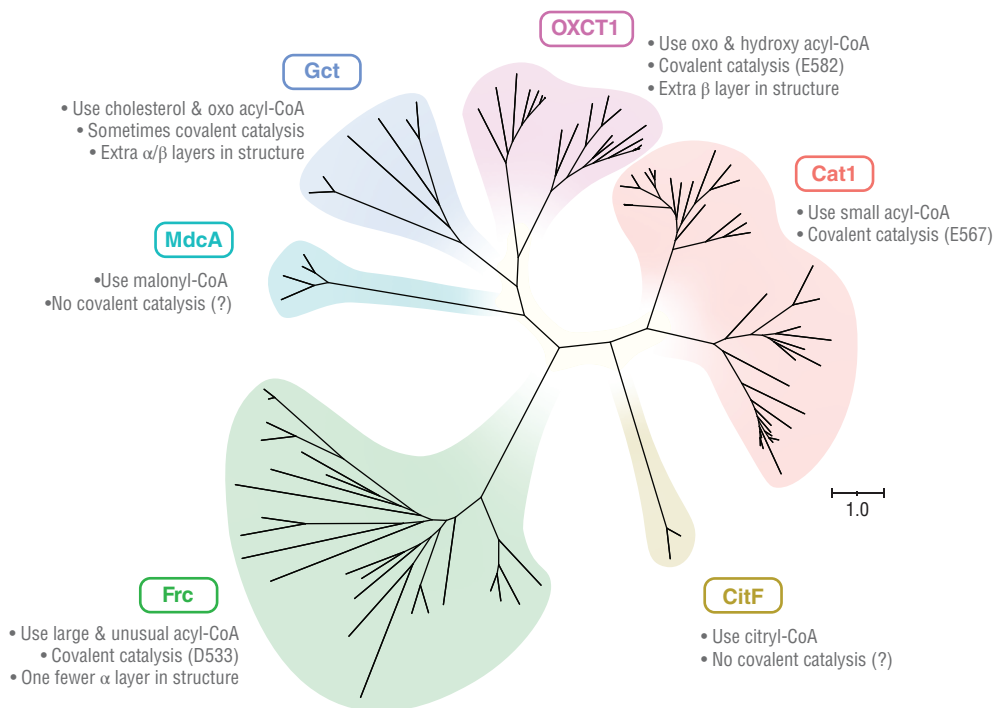 OXCT1
• Use oxo & hydroxy acyl-CoA
• Covalent catalysis (E582)
• Extra β layer in structure
Gct
• Use cholesterol & oxo acyl-CoA
• Sometimes covalent catalysis
• Extra α/β layers in structure
Cat1
• Use small acyl-CoA
• Covalent catalysis (E567)
MdcA
•Use malonyl-CoA
•No covalent catalysis (?)
1.0
Frc
• Use large & unusual acyl-CoA
• Covalent catalysis (D533)
• One fewer α layer in structure
CitF
• Use citryl-CoA
• No covalent catalysis (?)